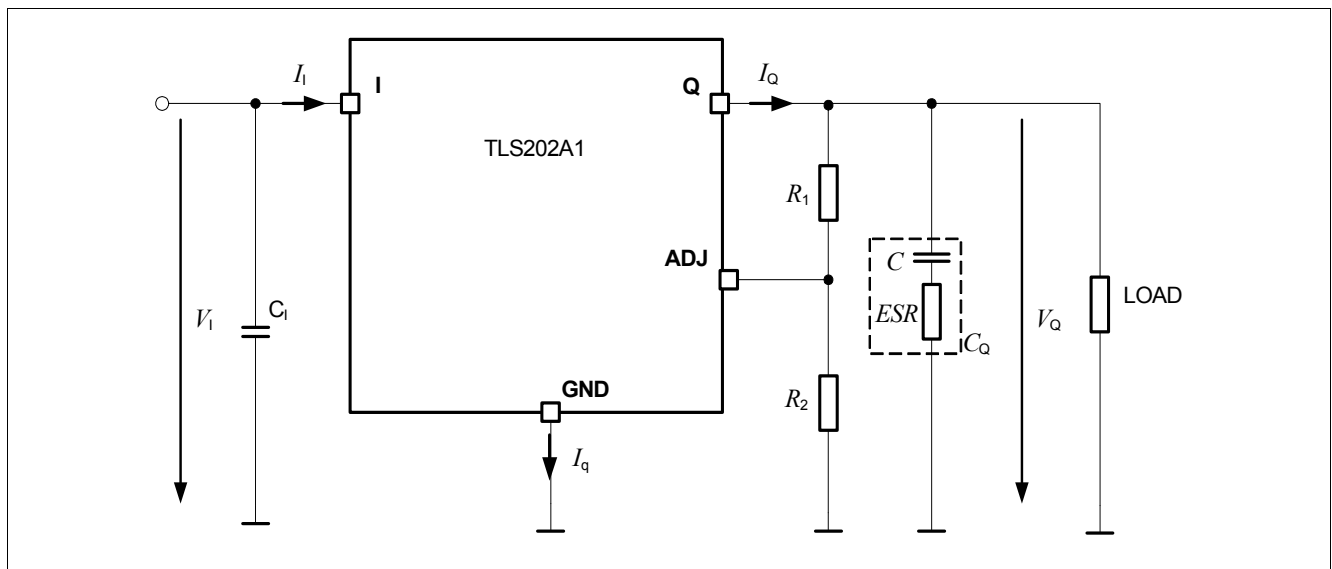 I_I
I
Q
I_Q
TLS202A1
R_1
ADJ
C
V_I
C_I
ESR
V_Q
LOAD
C_Q
GND
R_2
I_q